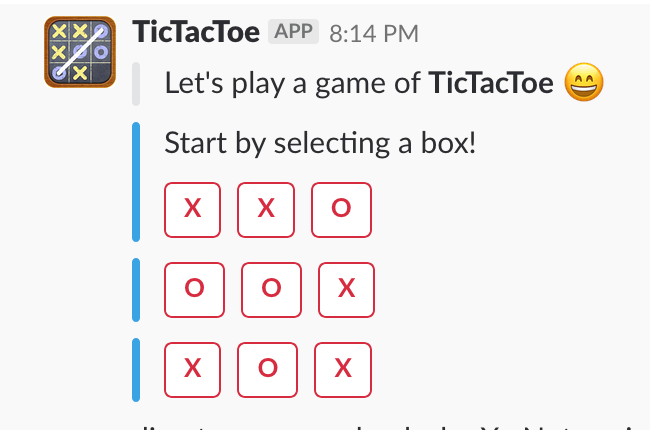 TicTacToe APP 8:14 PM
Let's play a game of TicTacToe
Start by selecting a box!
X X O
O O X
X O X